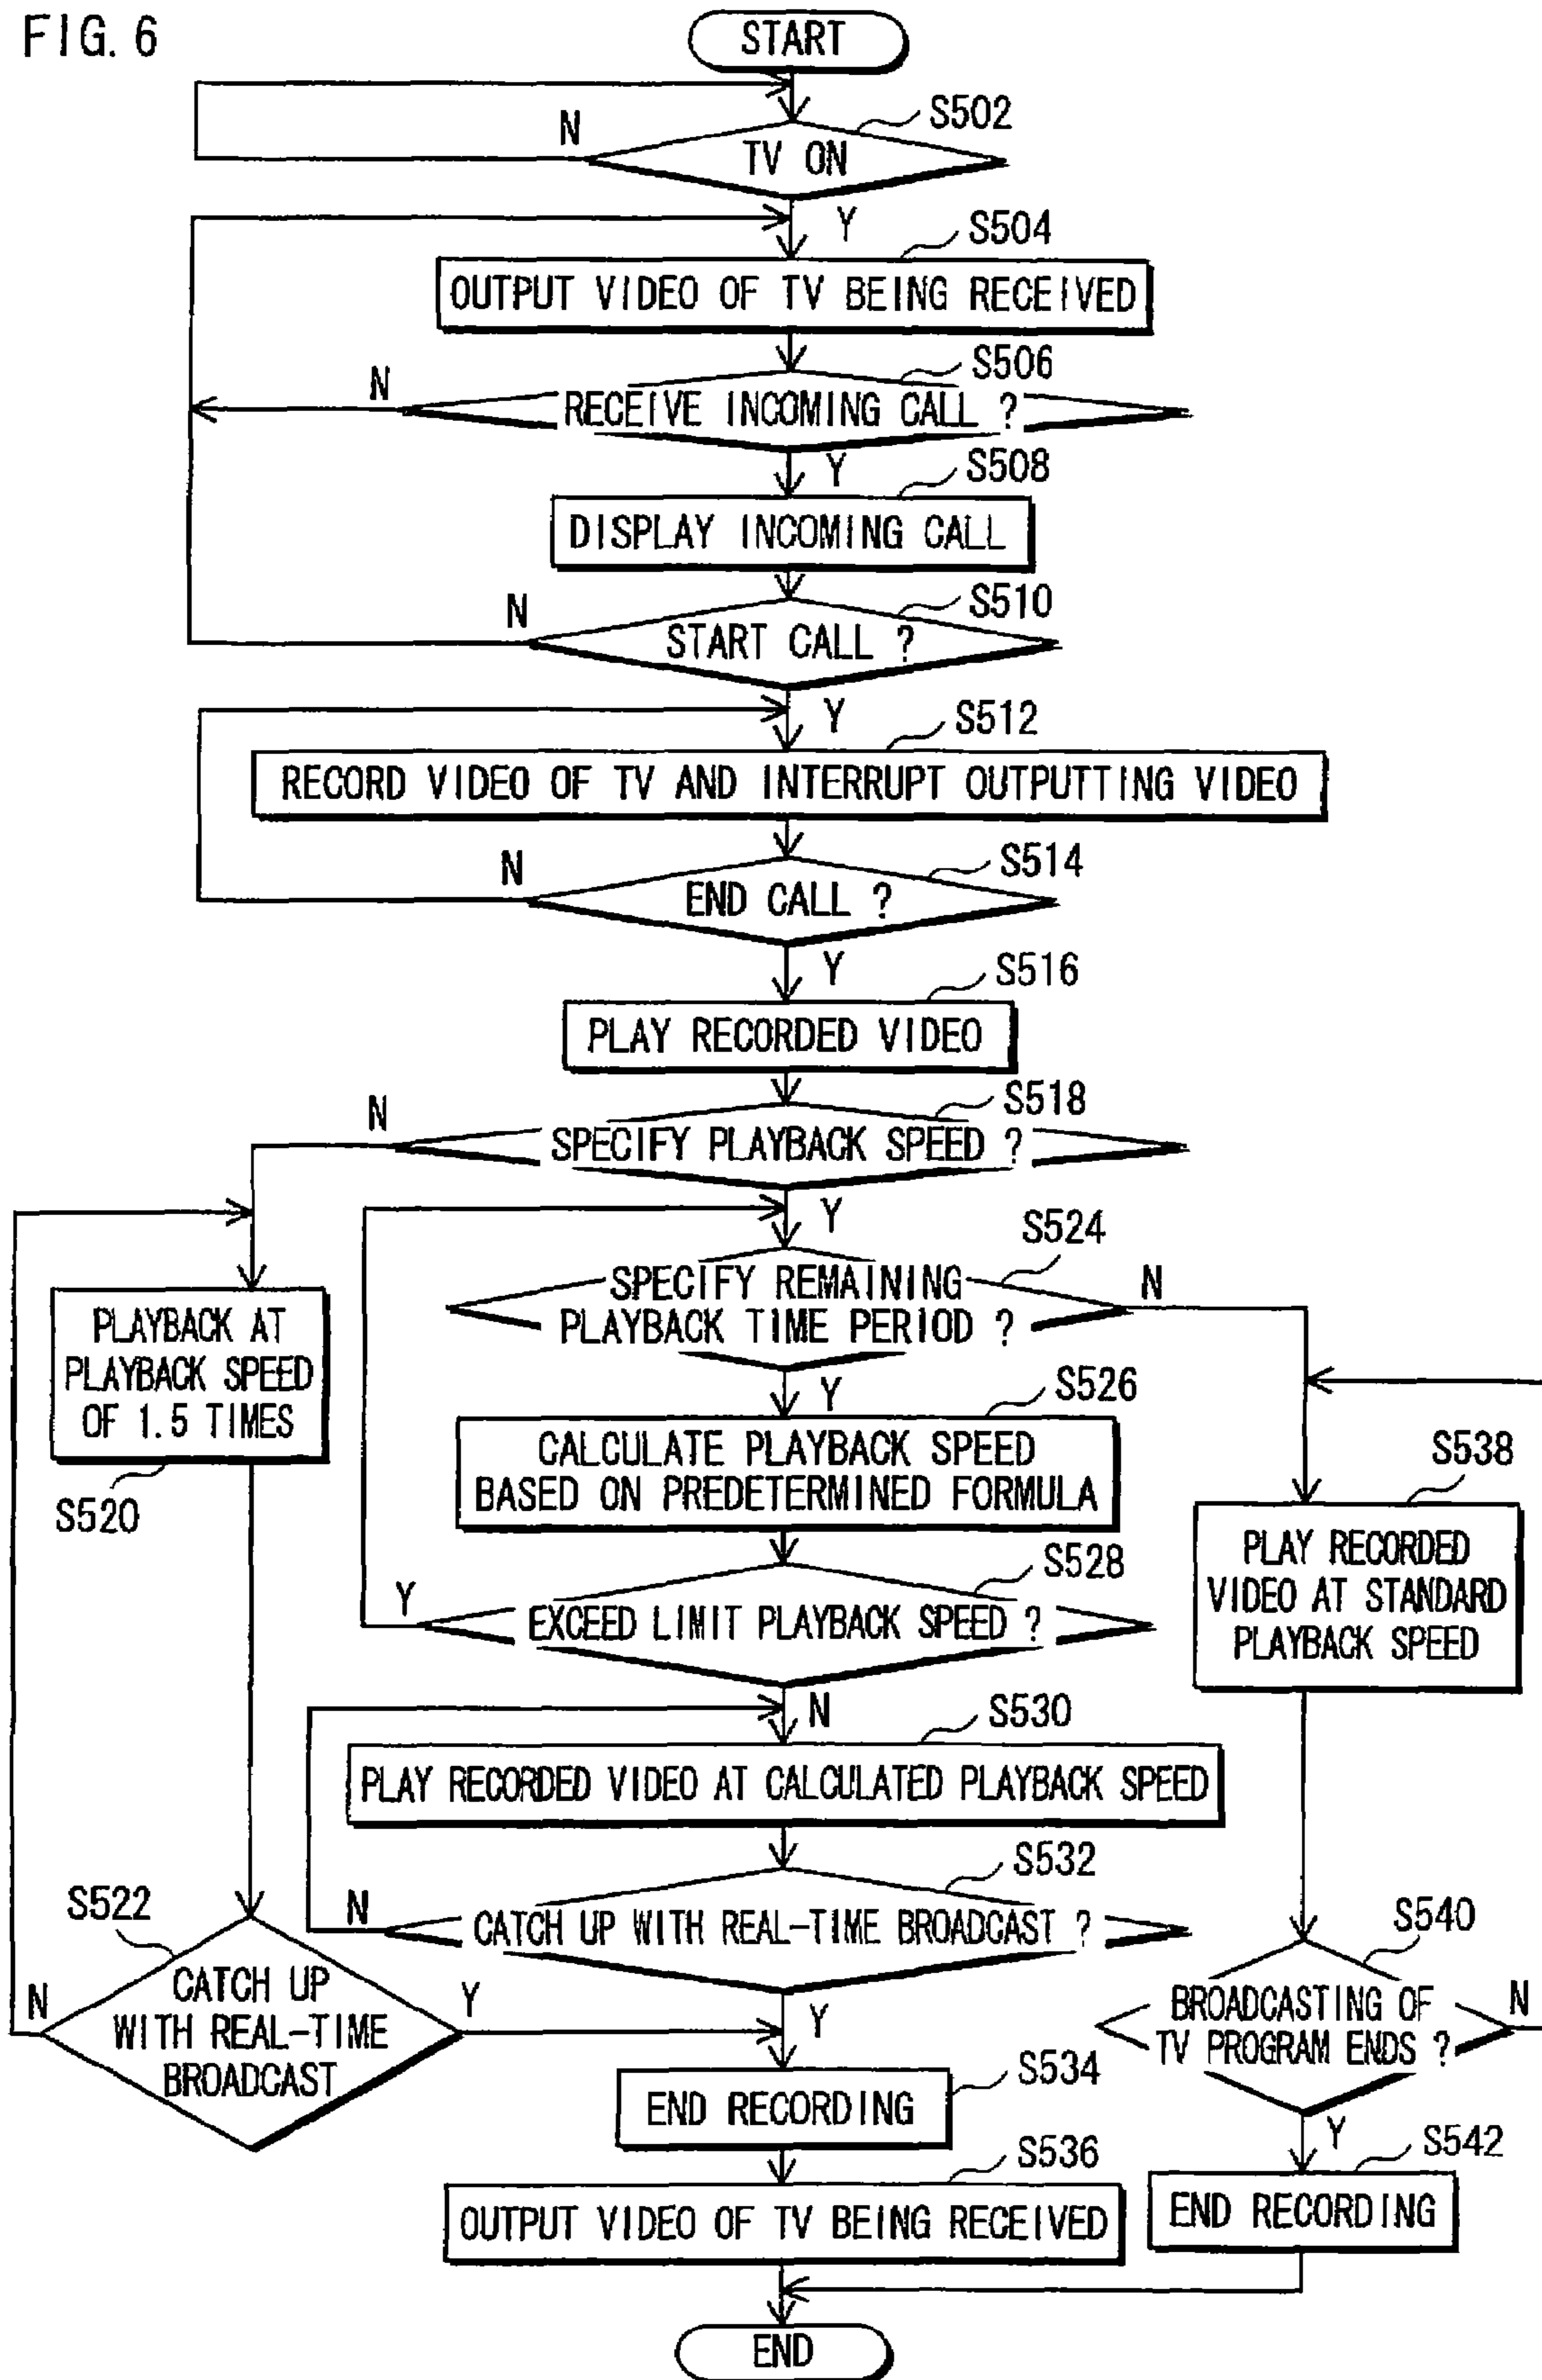 FIG. 6
START
S502
N
TV ON
Y
S504
OUTPUT VIDEO OF TV BEING RECEIVED
S506
N
RECEIVE INCOMING CALL ?
Y
S508
DISPLAY INCOMING CALL
S510
N
START CALL ?
Y
S512
RECORD VIDEO OF TV AND INTERRUPT OUTPUTTING VIDEO
S514
N
END CALL ?
Y
S516
PLAY RECORDED VIDEO
S518
N
SPECIFY PLAYBACK SPEED ?
Y
S524
SPECIFY REMAINING
PLAYBACK TIME PERIOD ?
N
Y
PLAYBACK AT
PLAYBACK SPEED
OF 1.5 TIMES
S520
S526
CALCULATE PLAYBACK SPEED
BASED ON PREDETERMINED FORMULA
S538
PLAY RECORDED
VIDEO AT STANDARD
PLAYBACK SPEED
S528
Y
EXCEED LIMIT PLAYBACK SPEED ?
N
S530
PLAY RECORDED VIDEO AT CALCULATED PLAYBACK SPEED
S532
N
CATCH UP WITH REAL-TIME BROADCAST ?
Y
S522
N
CATCH UP
WITH REAL-TIME
BROADCAST
Y
S540
BROADCASTING OF
TV PROGRAM ENDS ?
N
Y
S534
END RECORDING
S536
OUTPUT VIDEO OF TV BEING RECEIVED
S542
END RECORDING
END